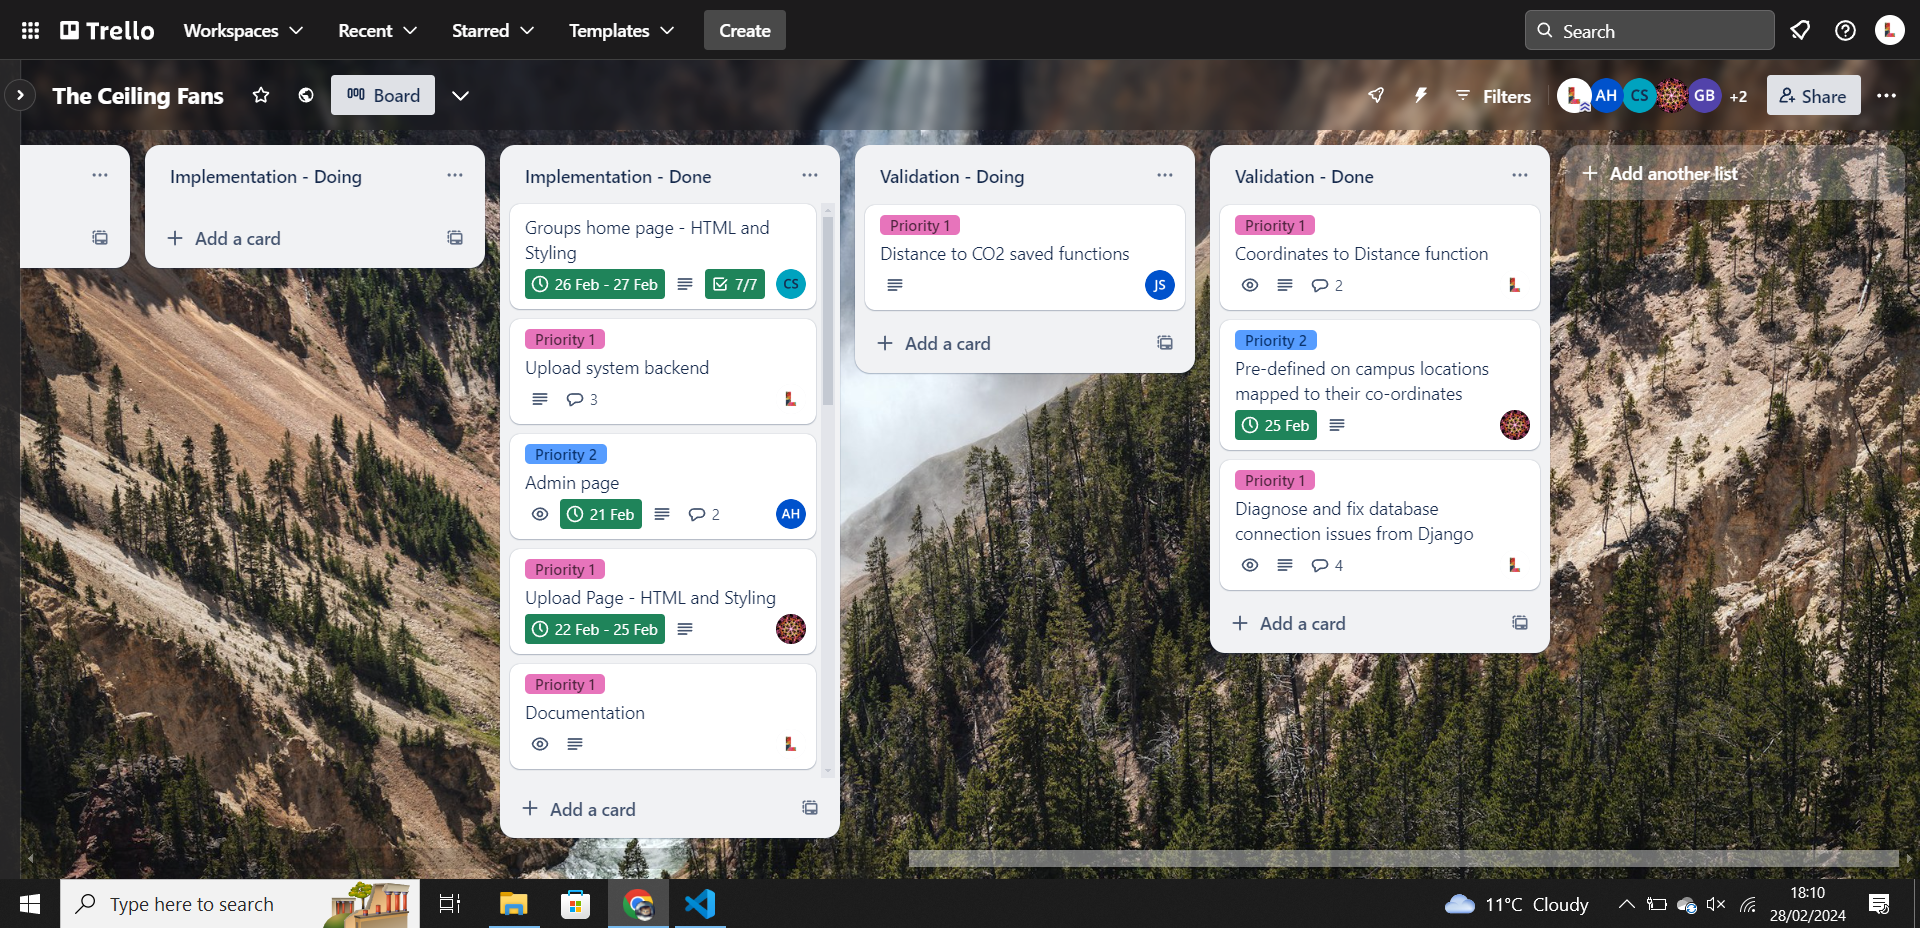 Trello
Workspaces
Recent
Starred
Templates
Create
Search
L
The Ceiling Fans
Board
Filters
L
AH
CS
GB
+2
Share
Implementation - Doing
Add a card
Implementation - Done
Groups home page - HTML and
Styling
26 Feb - 27 Feb
7/7
CS
Priority 1
Upload system backend
3
L
Priority 2
Admin page
21 Feb
2
AH
Priority 1
Upload Page - HTML and Styling
22 Feb - 25 Feb
Priority 1
Documentation
L
Add a card
Validation - Doing
Priority 1
Distance to CO2 saved functions
JS
Add a card
Validation - Done
Priority 1
Coordinates to Distance function
2
L
Priority 2
Pre-defined on campus locations
mapped to their co-ordinates
25 Feb
Priority 1
Diagnose and fix database
connection issues from Django
4
L
Add a card
Add another list
Type here to search
11°C Cloudy
18:10
28/02/2024